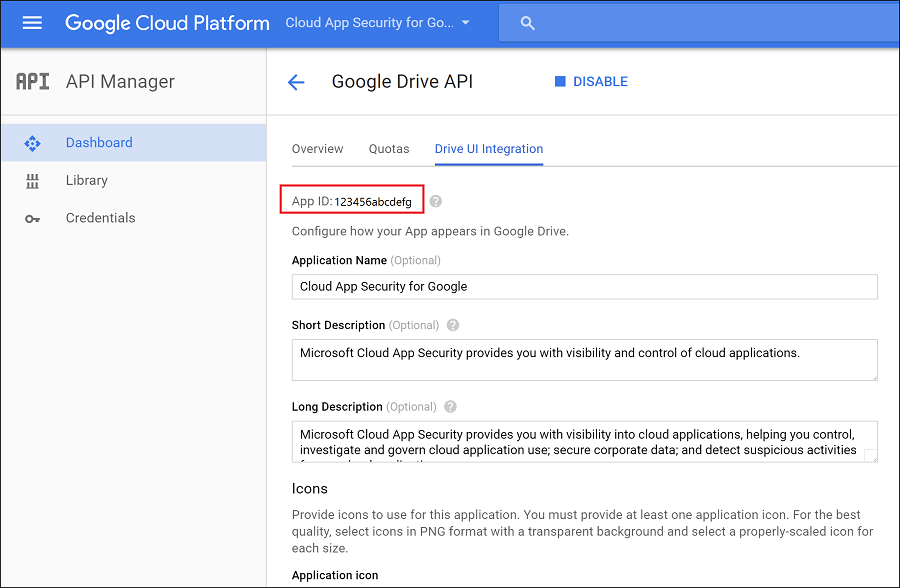 Google Cloud Platform
Cloud App Security for Go...
API
API Manager
Google Drive API
DISABLE
Dashboard
Library
Credentials
Overview
Quotas
Drive UI Integration
App ID: 123456abcdefg ?
Configure how your App appears in Google Drive.
Application Name (Optional)
Cloud App Security for Google
Short Description (Optional) ?
Microsoft Cloud App Security provides you with visibility and control of cloud applications.
Long Description (Optional) ?
Microsoft Cloud App Security provides you with visibility into cloud applications, helping you control,
investigate and govern cloud application use; secure corporate data; and detect suspicious activities
Icons
Provide icons to use for this application. You must provide at least one application icon. For the best
quality, select icons in PNG format with a transparent background and select a properly-scaled icon for
each size.
Application icon